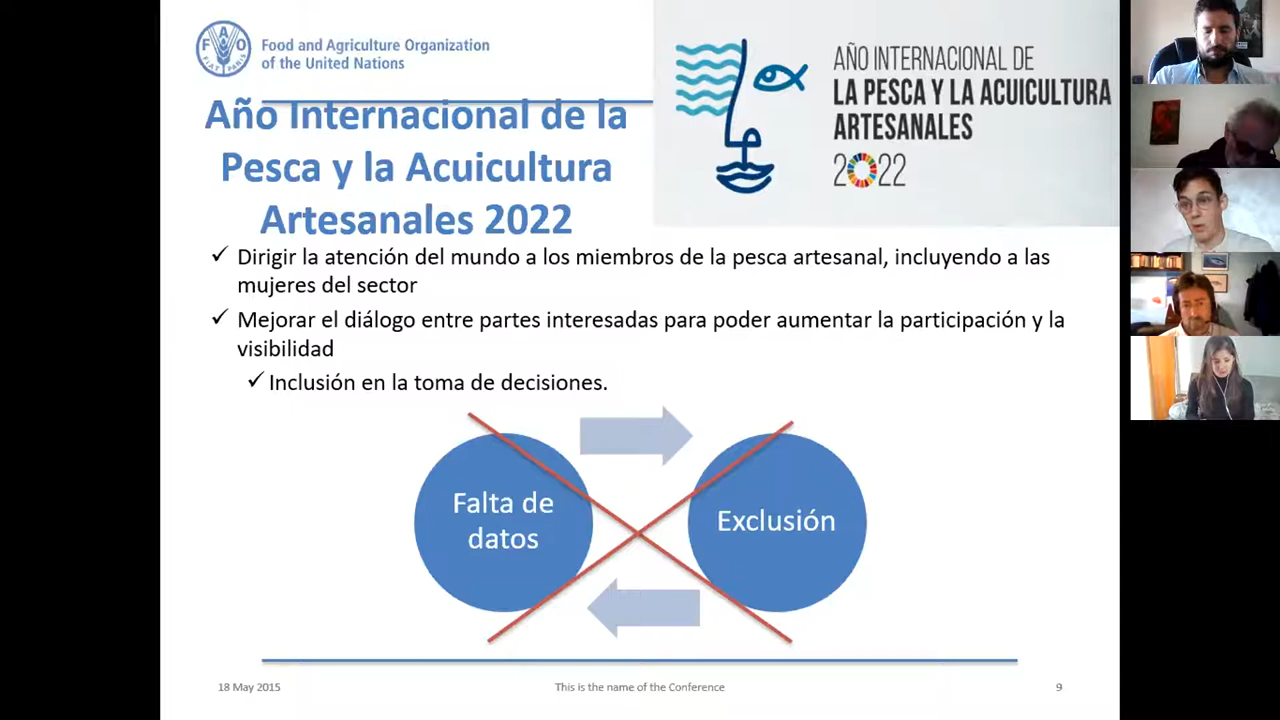 FAO
FIAT PANIS
Food and Agriculture Organization
of the United Nations
Año Internacional de la
Pesca y la Acuicultura
Artesanales 2022
AÑO INTERNACIONAL DE
LA PESCA Y LA ACUICULTURA
ARTESANALES
2022
✓ Dirigir la atención del mundo a los miembros de la pesca artesanal, incluyendo a las
mujeres del sector
✓ Mejorar el diálogo entre partes interesadas para poder aumentar la participación y la
visibilidad
✓ Inclusión en la toma de decisiones.
Falta de
datos
Exclusión
18 May 2015
This is the name of the Conference
9